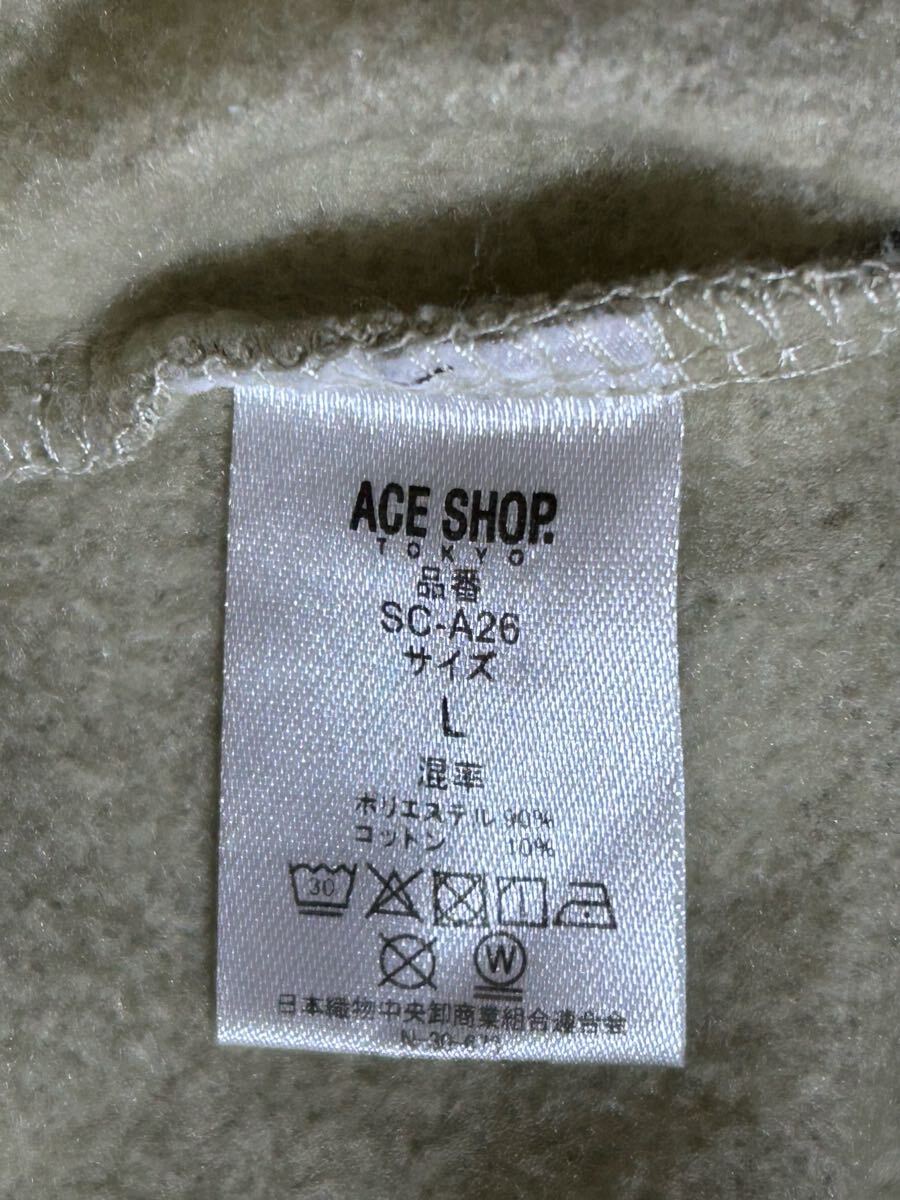 ACE SHOP.
TOKYO
品番
SC-A26
サイズ
L
混率
ポリエステル 90%
コットン 10%
30
W
日本織物中央卸商業組合連合会